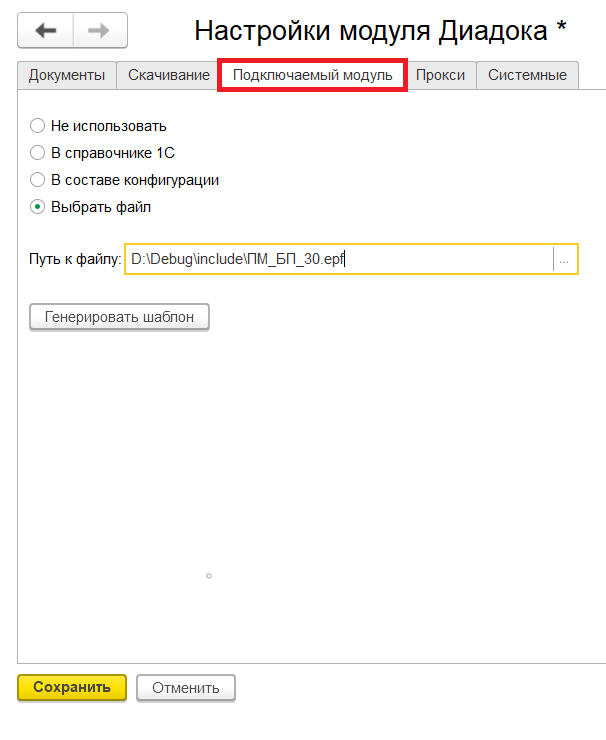 Настройки модуля Диадока *
Документы Скачивание Подключаемый модуль Прокси Системные
Не использовать
В справочнике 1С
В составе конфигурации
Выбрать файл
Путь к файлу: D:\Debug\include\ПМ_БП_30.epf ...
Генерировать шаблон
Сохранить Отменить